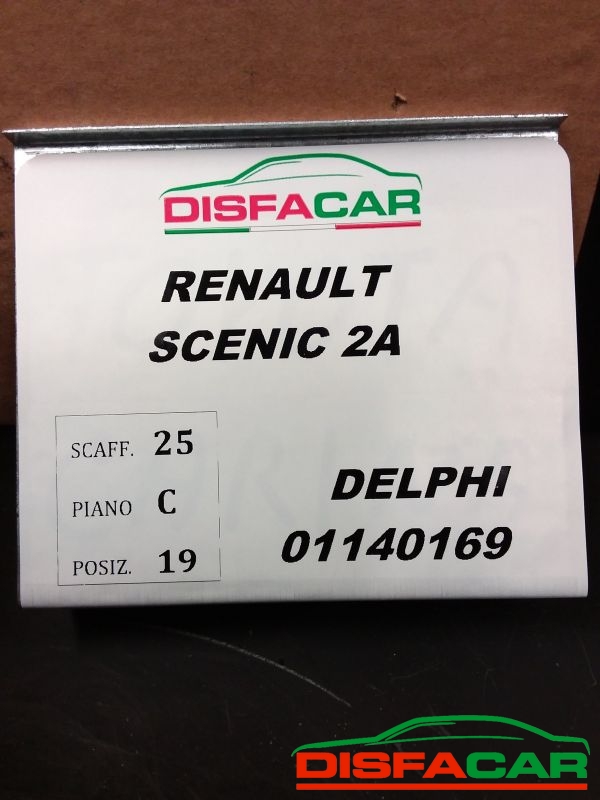 DISFACAR
RENAULT
SCENIC 2A
SCAFF. 25
PIANO C
POSIZ. 19
DELPHI
01140169
DISFACAR